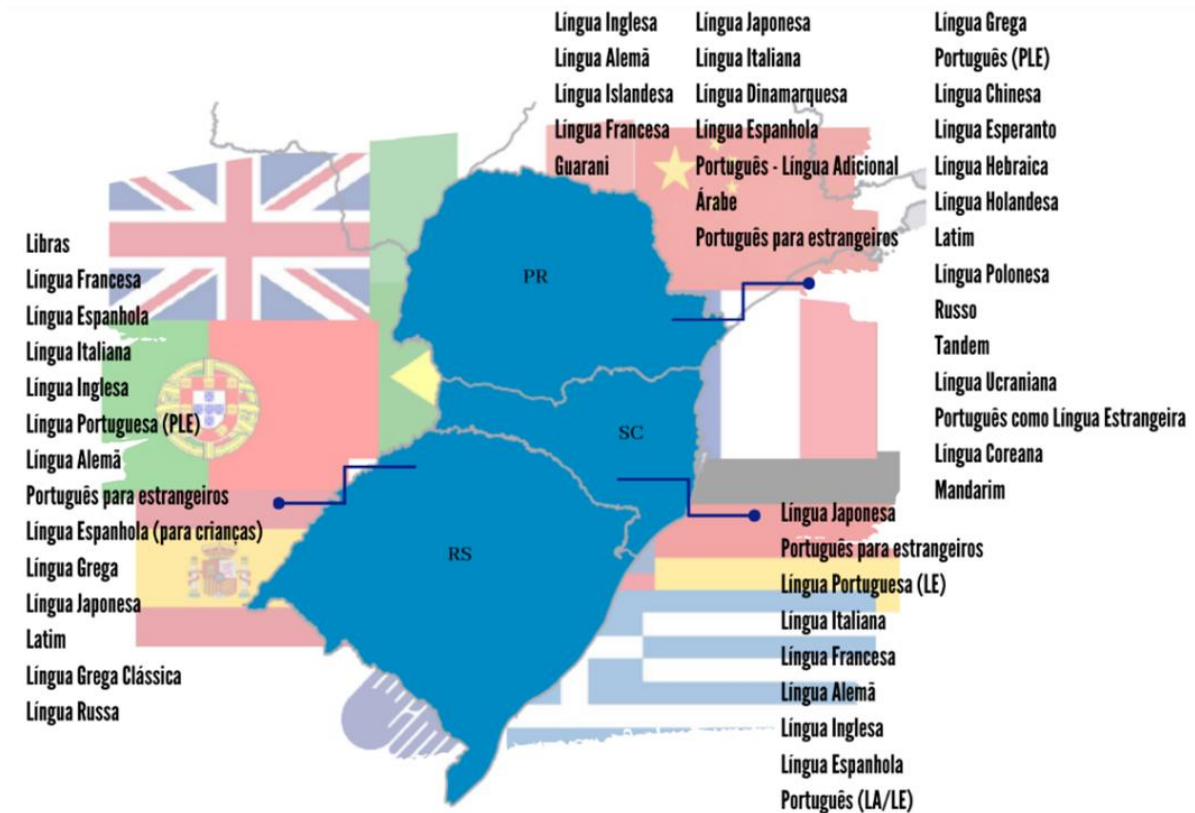 Língua Inglesa
Língua Alemã
Língua Islandesa
Língua Francesa
Guarani
Língua Japonesa
Língua Italiana
Língua Dinamarquesa
Língua Espanhola
Português - Língua Adicional
Árabe
Português para estrangeiros
Língua Grega
Português (PLE)
Língua Chinesa
Língua Esperanto
Língua Hebraica
Língua Holandesa
Latim
Língua Polonesa
Russo
Tandem
Língua Ucraniana
Português como Língua Estrangeira
Língua Coreana
Mandarim
PR
SC
RS
Libras
Língua Francesa
Língua Espanhola
Língua Italiana
Língua Inglesa
Língua Portuguesa (PLE)
Língua Alemã
Português para estrangeiros
Língua Espanhola (para crianças)
Língua Grega
Língua Japonesa
Latim
Língua Grega Clássica
Língua Russa
Língua Japonesa
Português para estrangeiros
Língua Portuguesa (LE)
Língua Italiana
Língua Francesa
Língua Alemã
Língua Inglesa
Língua Espanhola
Português (LA/LE)